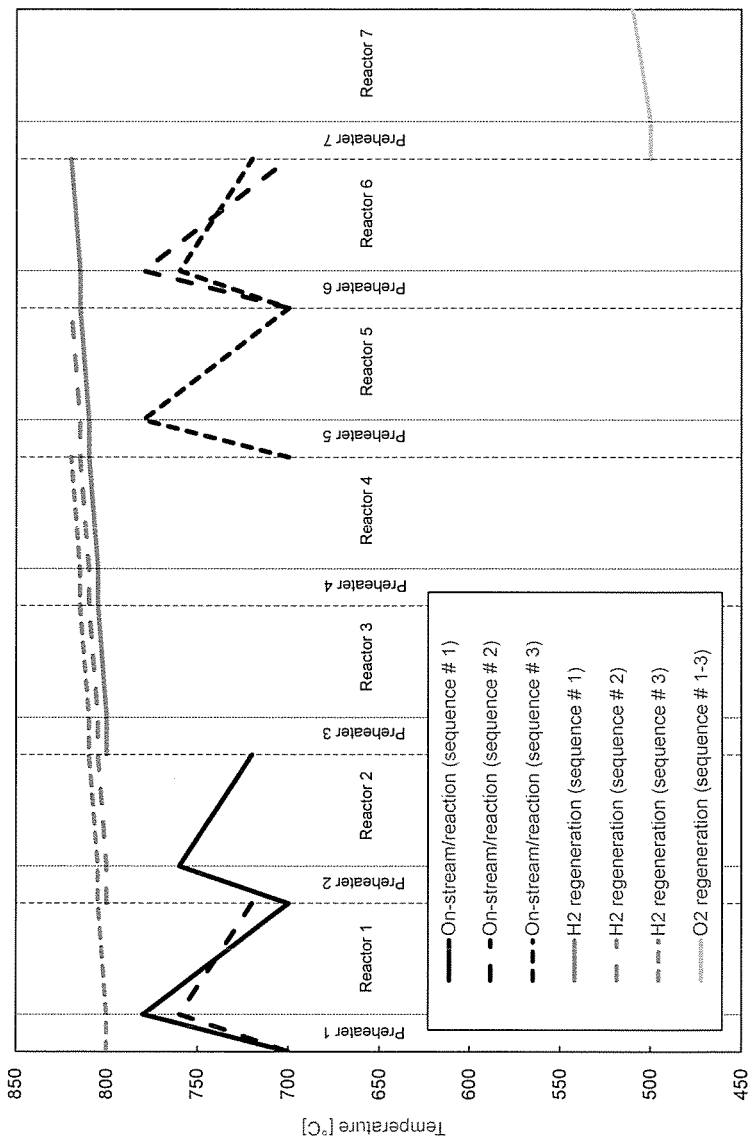 Temperature [°C]
850
800
750
700
650
600
550
500
450
Preheater 1
Reactor 1
Preheater 2
Reactor 2
Preheater 3
Reactor 3
Preheater 4
Reactor 4
Preheater 5
Reactor 5
Preheater 6
Reactor 6
Preheater 7
Reactor 7
On-stream/reaction (sequence # 1)
On-stream/reaction (sequence # 2)
On-stream/reaction (sequence # 3)
H2 regeneration (sequence # 1)
H2 regeneration (sequence # 2)
H2 regeneration (sequence # 3)
O2 regeneration (sequence # 1-3)